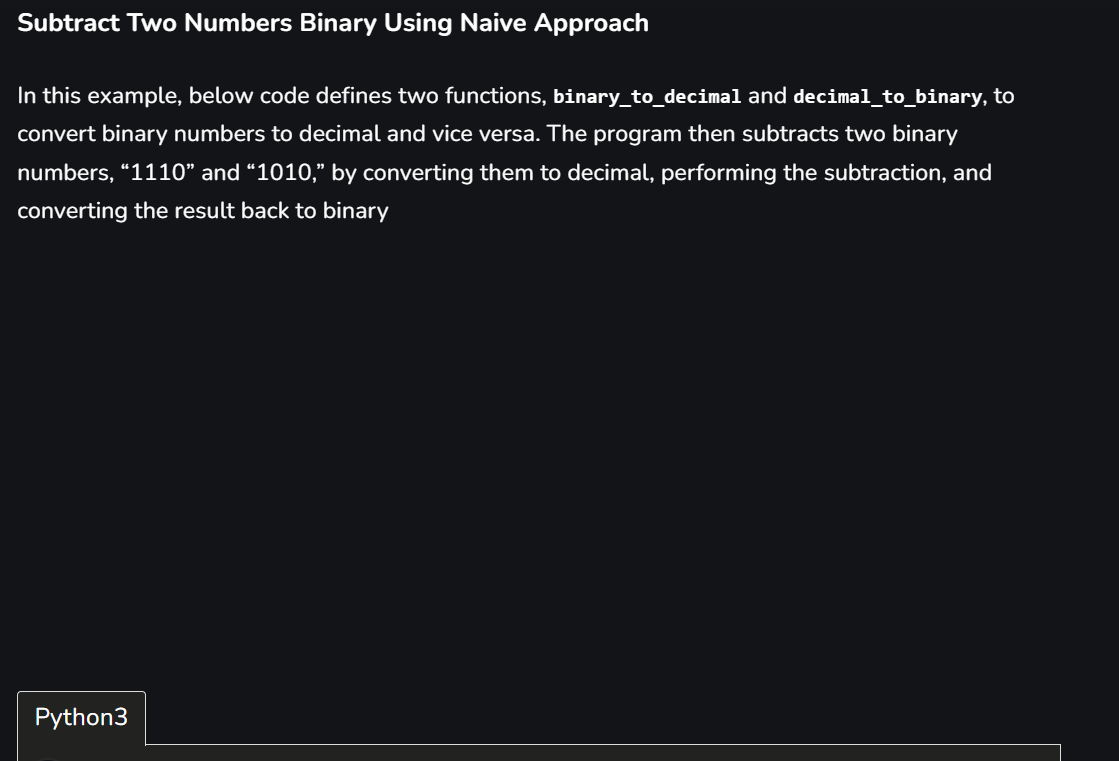 Subtract Two Numbers Binary Using Naive Approach
In this example, below code defines two functions, binary_to_decimal and decimal_to_binary, to
convert binary numbers to decimal and vice versa. The program then subtracts two binary
numbers, “1110” and “1010,” by converting them to decimal, performing the subtraction, and
converting the result back to binary
Python3